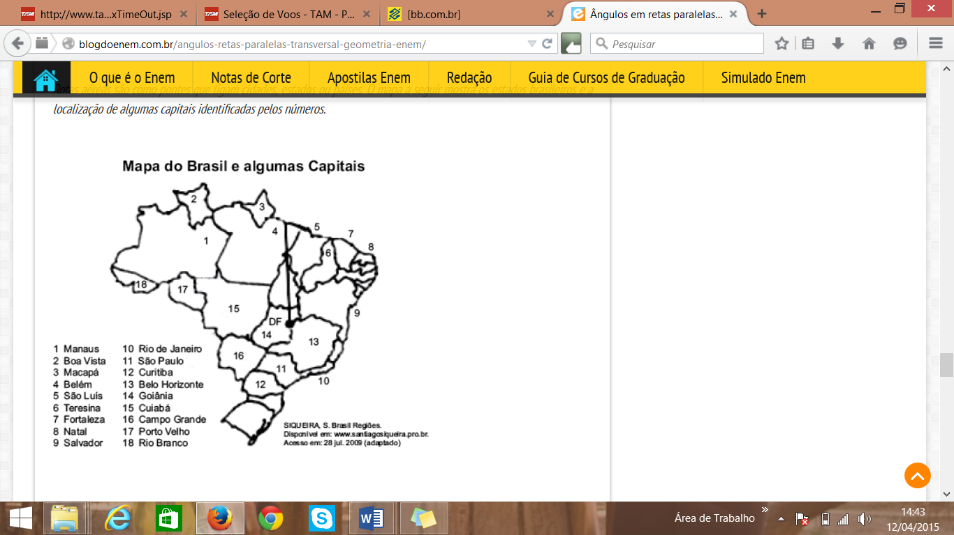 http://www.ta...xTimeOut.jsp
Seleção de Voos - TAM - P...
[bb.com.br]
Ângulos em retas paralelas...
blogdoenem.com.br/angulos-retas-paralelas-transversal-geometria-enem/
Pesquisar
O que é o Enem
Notas de Corte
Apostilas Enem
Redação
Guia de Cursos de Graduação
Simulado Enem
localização de algumas capitais identificadas pelos números.
Mapa do Brasil e algumas Capitais
2
3
4
5
7
1
6
8
18
17
15
9
DF
14
13
16
11
12
10
1 Manaus
2 Boa Vista
3 Macapá
4 Belém
5 São Luís
6 Teresina
7 Fortaleza
8 Natal
9 Salvador
10 Rio de Janeiro
11 São Paulo
12 Curitiba
13 Belo Horizonte
14 Goiânia
15 Cuiabá
16 Campo Grande
17 Porto Velho
18 Rio Branco
SIQUEIRA, S. Brasil Regiões.
Disponível em: www.santiagosiqueira.pro.br.
Acesso em: 28 jul. 2009 (adaptado)
Área de Trabalho
14:43
12/04/2015